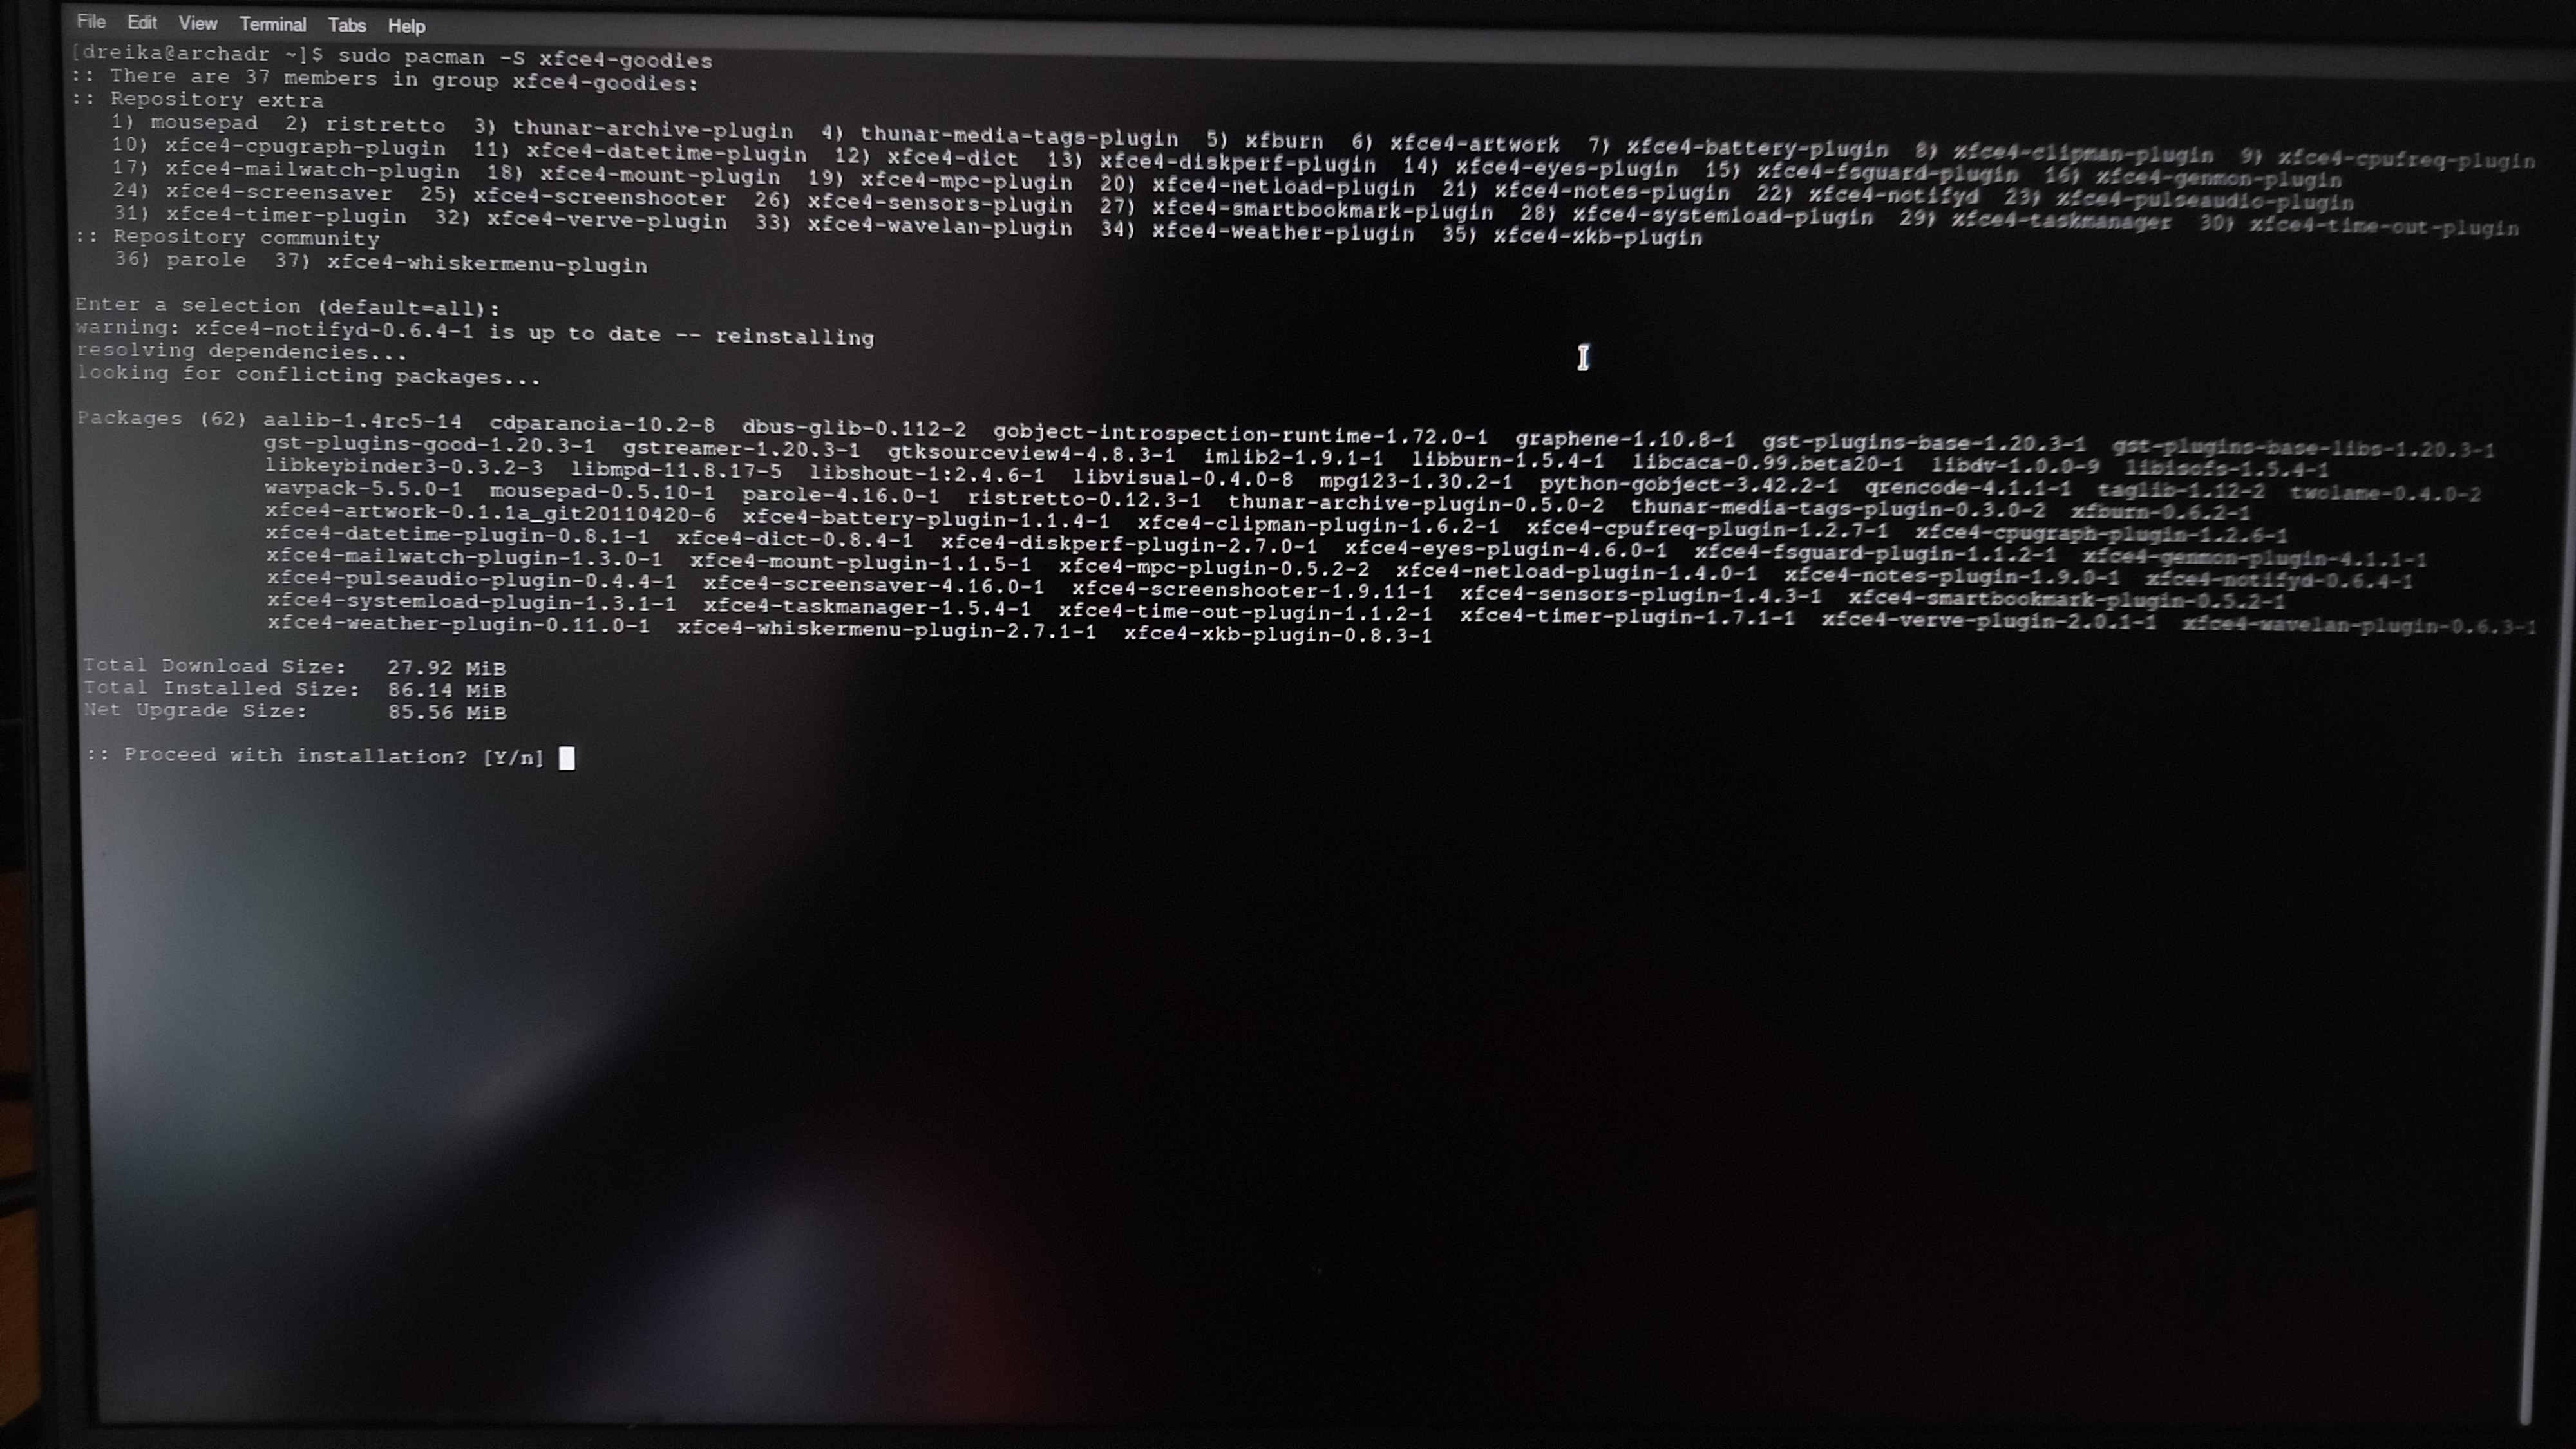 File Edit View Terminal Tabs Help
[dreika@archadr ~]$ sudo pacman -S xfce4-goodies
:: There are 37 members in group xfce4-goodies:
:: Repository extra
1) mousepad 2) ristretto 3) thunar-archive-plugin 4) thunar-media-tags-plugin 5) xfburn 6) xfce4-artwork 7) xfce4-battery-plugin 8) xfce4-clipman-plugin 9) xfce4-cpufreq-plugin
10) xfce4-cpugraph-plugin 11) xfce4-datetime-plugin 12) xfce4-dict 13) xfce4-diskperf-plugin 14) xfce4-eyes-plugin 15) xfce4-fsguard-plugin 16) xfce4-genmon-plugin
17) xfce4-mailwatch-plugin 18) xfce4-mount-plugin 19) xfce4-mpc-plugin 20) xfce4-netload-plugin 21) xfce4-notes-plugin 22) xfce4-notifyd 23) xfce4-pulseaudio-plugin
24) xfce4-screensaver 25) xfce4-screenshooter 26) xfce4-sensors-plugin 27) xfce4-smartbookmark-plugin 28) xfce4-systemload-plugin 29) xfce4-taskmanager 30) xfce4-time-out-plugin
31) xfce4-timer-plugin 32) xfce4-verve-plugin 33) xfce4-wavelan-plugin 34) xfce4-weather-plugin 35) xfce4-xkb-plugin
:: Repository community
36) parole 37) xfce4-whiskermenu-plugin
Enter a selection (default=all):
warning: xfce4-notifyd-0.6.4-1 is up to date -- reinstalling
resolving dependencies...
looking for conflicting packages...
Packages (62) aalib-1.4rc5-14 cdparanoia-10.2-8 dbus-glib-0.112-2 gobject-introspection-runtime-1.72.0-1 graphene-1.10.8-1 gst-plugins-base-1.20.3-1 gst-plugins-base-libs-1.20.3-1
gst-plugins-good-1.20.3-1 gstreamer-1.20.3-1 gtksourceview4-4.8.3-1 imlib2-1.9.1-1 libburn-1.5.4-1 libcaca-0.99.beta20-1 libdv-1.0.0-9 libisofs-1.5.4-1
libkeybinder3-0.3.2-3 libmpd-11.8.17-5 libshout-1:2.4.6-1 libvisual-0.4.0-8 mpg123-1.30.2-1 python-gobject-3.42.2-1 qrencode-4.1.1-1 taglib-1.12-2 twolame-0.4.0-2
wavpack-5.5.0-1 mousepad-0.5.10-1 parole-4.16.0-1 ristretto-0.12.3-1 thunar-archive-plugin-0.5.0-2 thunar-media-tags-plugin-0.3.0-2 xfburn-0.6.2-1
xfce4-artwork-0.1.1a_git20110420-6 xfce4-battery-plugin-1.1.4-1 xfce4-clipman-plugin-1.6.2-1 xfce4-cpufreq-plugin-1.2.7-1 xfce4-cpugraph-plugin-1.2.6-1
xfce4-datetime-plugin-0.8.1-1 xfce4-dict-0.8.4-1 xfce4-diskperf-plugin-2.7.0-1 xfce4-eyes-plugin-4.6.0-1 xfce4-fsguard-plugin-1.1.2-1 xfce4-genmon-plugin-4.1.1-1
xfce4-mailwatch-plugin-1.3.0-1 xfce4-mount-plugin-1.1.5-1 xfce4-mpc-plugin-0.5.2-2 xfce4-netload-plugin-1.4.0-1 xfce4-notes-plugin-1.9.0-1 xfce4-notifyd-0.6.4-1
xfce4-pulseaudio-plugin-0.4.4-1 xfce4-screensaver-4.16.0-1 xfce4-screenshooter-1.9.11-1 xfce4-sensors-plugin-1.4.3-1 xfce4-smartbookmark-plugin-0.5.2-1
xfce4-systemload-plugin-1.3.1-1 xfce4-taskmanager-1.5.4-1 xfce4-time-out-plugin-1.1.2-1 xfce4-timer-plugin-1.7.1-1 xfce4-verve-plugin-2.0.1-1 xfce4-wavelan-plugin-0.6.3-1
xfce4-weather-plugin-0.11.0-1 xfce4-whiskermenu-plugin-2.7.1-1 xfce4-xkb-plugin-0.8.3-1
Total Download Size: 27.92 MiB
Total Installed Size: 86.14 MiB
Net Upgrade Size: 85.56 MiB
:: Proceed with installation? [Y/n]